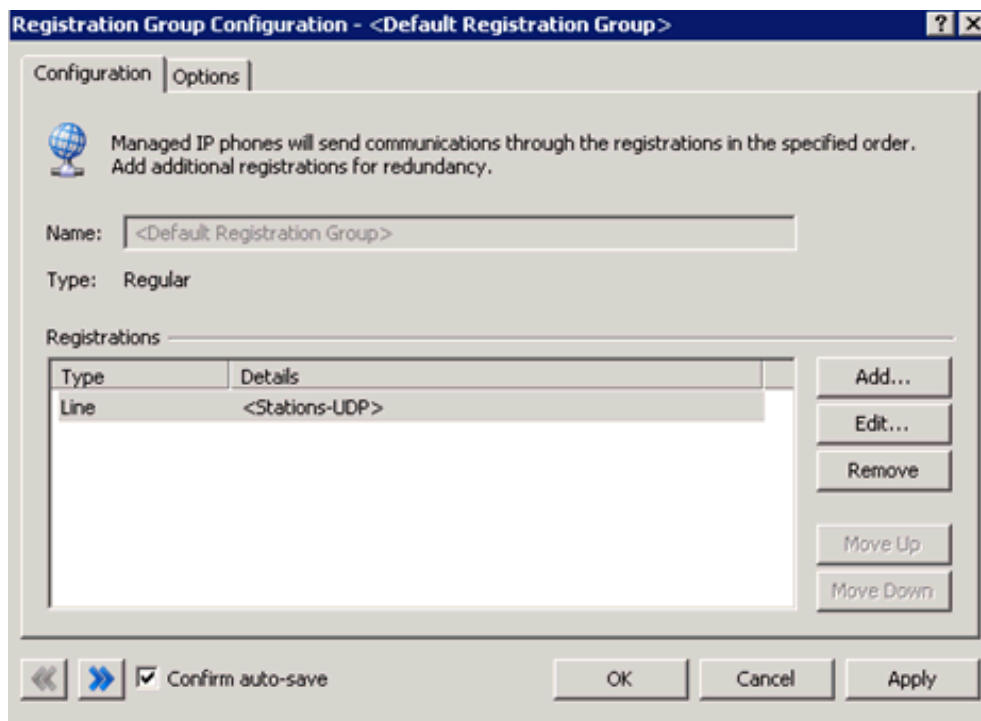 Registration Group Configuration - <Default Registration Group>
Configuration
Options
Managed IP phones will send communications through the registrations in the specified order.
Add additional registrations for redundancy.
Name: <Default Registration Group>
Type: Regular
Registrations
Type Details
Line <Stations-UDP>
Add...
Edit...
Remove
Move Up
Move Down
Confirm auto-save
OK
Cancel
Apply